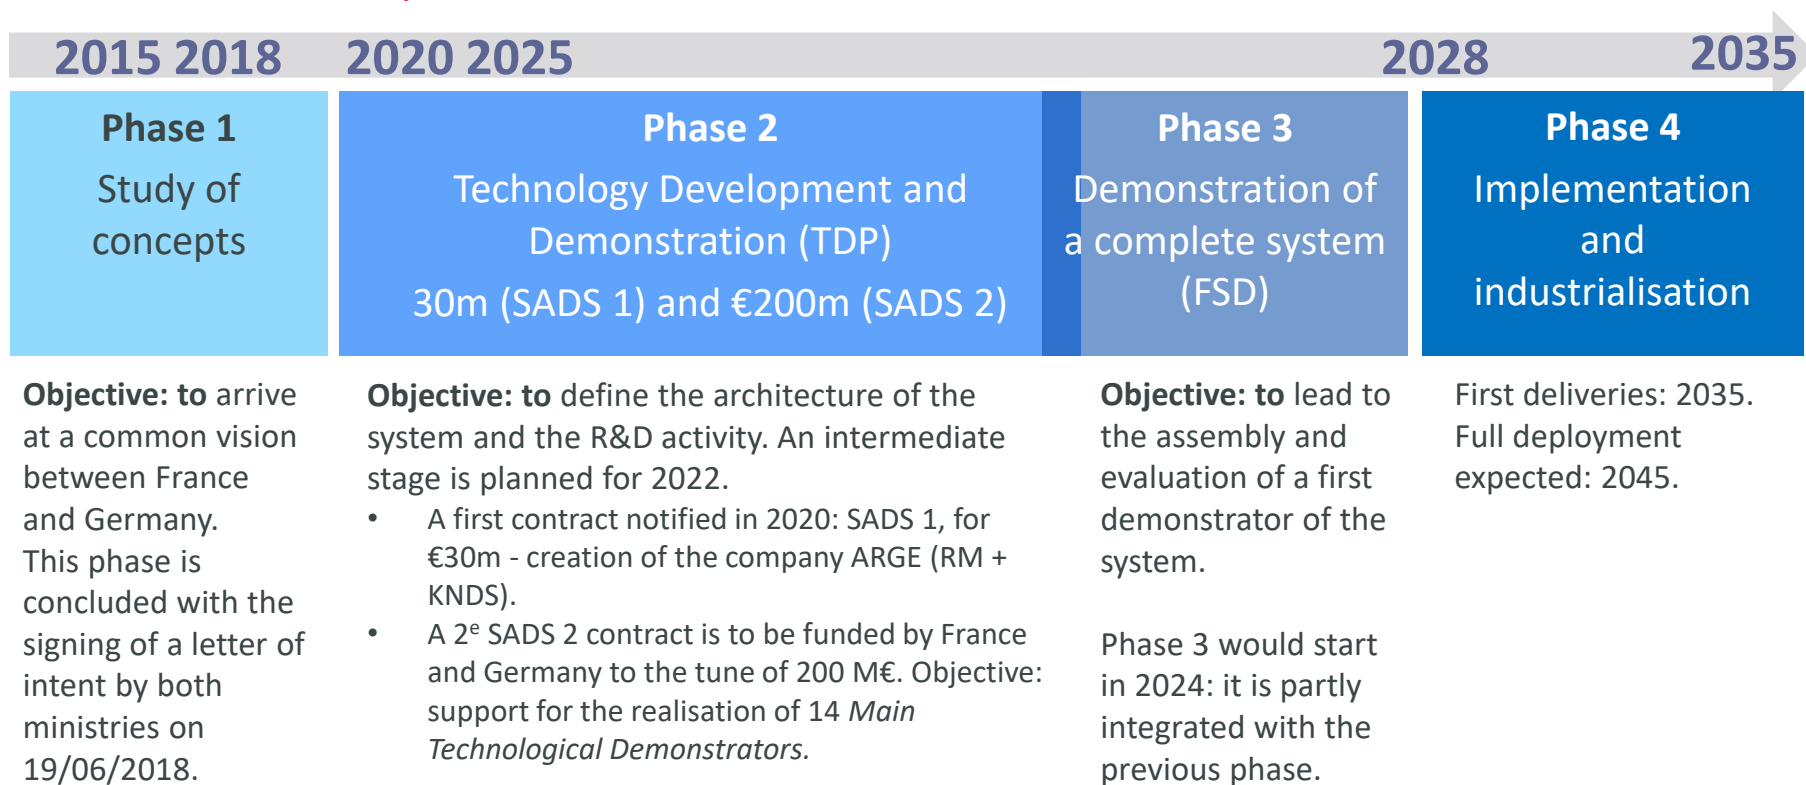 2015 2018 2020 2025 2028 2035
Phase 1
Study of
concepts
Phase 2
Technology Development and
Demonstration (TDP)
30m (SADS 1) and €200m (SADS 2)
Phase 3
Demonstration of
a complete system
(FSD)
Phase 4
Implementation
and
industrialisation
Objective: to arrive
at a common vision
between France
and Germany.
This phase is
concluded with the
signing of a letter of
intent by both
ministries on
19/06/2018.
Objective: to define the architecture of the
system and the R&D activity. An intermediate
stage is planned for 2022.
• A first contract notified in 2020: SADS 1, for
€30m - creation of the company ARGE (RM +
KNDS).
• A 2e SADS 2 contract is to be funded by France
and Germany to the tune of 200 M€. Objective:
support for the realisation of 14 Main
Technological Demonstrators.
Objective: to lead to
the assembly and
evaluation of a first
demonstrator of the
system.
Phase 3 would start
in 2024: it is partly
integrated with the
previous phase.
First deliveries: 2035.
Full deployment
expected: 2045.